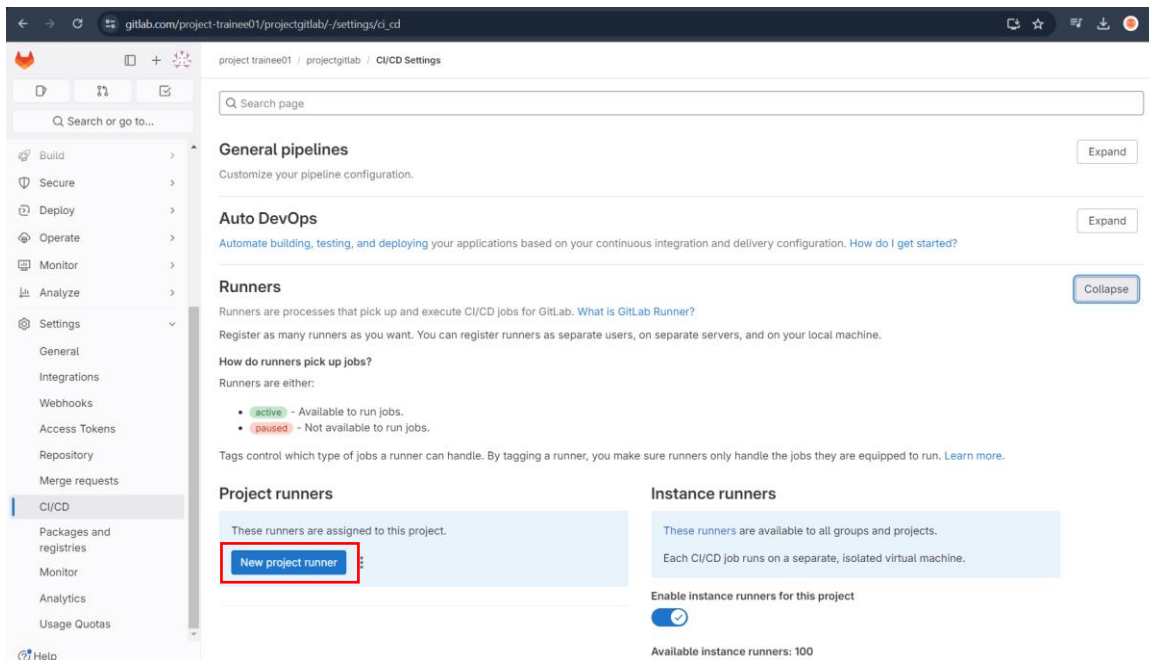 gitlab.com/project-trainee01/projectgitlab/-/settings/ci_cd
project trainee01 / projectgitlab / CI/CD Settings
Search or go to...
Build
Secure
Deploy
Operate
Monitor
Analyze
Settings
General
Integrations
Webhooks
Access Tokens
Repository
Merge requests
CI/CD
Packages and
registries
Monitor
Analytics
Usage Quotas
Help
Search page
General pipelines
Expand
Customize your pipeline configuration.
Auto DevOps
Expand
Automate building, testing, and deploying your applications based on your continuous integration and delivery configuration. How do I get started?
Runners
Collapse
Runners are processes that pick up and execute CI/CD jobs for GitLab. What is GitLab Runner?
Register as many runners as you want. You can register runners as separate users, on separate servers, and on your local machine.
How do runners pick up jobs?
Runners are either:
active - Available to run jobs.
paused - Not available to run jobs.
Tags control which type of jobs a runner can handle. By tagging a runner, you make sure runners only handle the jobs they are equipped to run. Learn more.
Project runners
These runners are assigned to this project.
New project runner
Instance runners
These runners are available to all groups and projects.
Each CI/CD job runs on a separate, isolated virtual machine.
Enable instance runners for this project
Available instance runners: 100